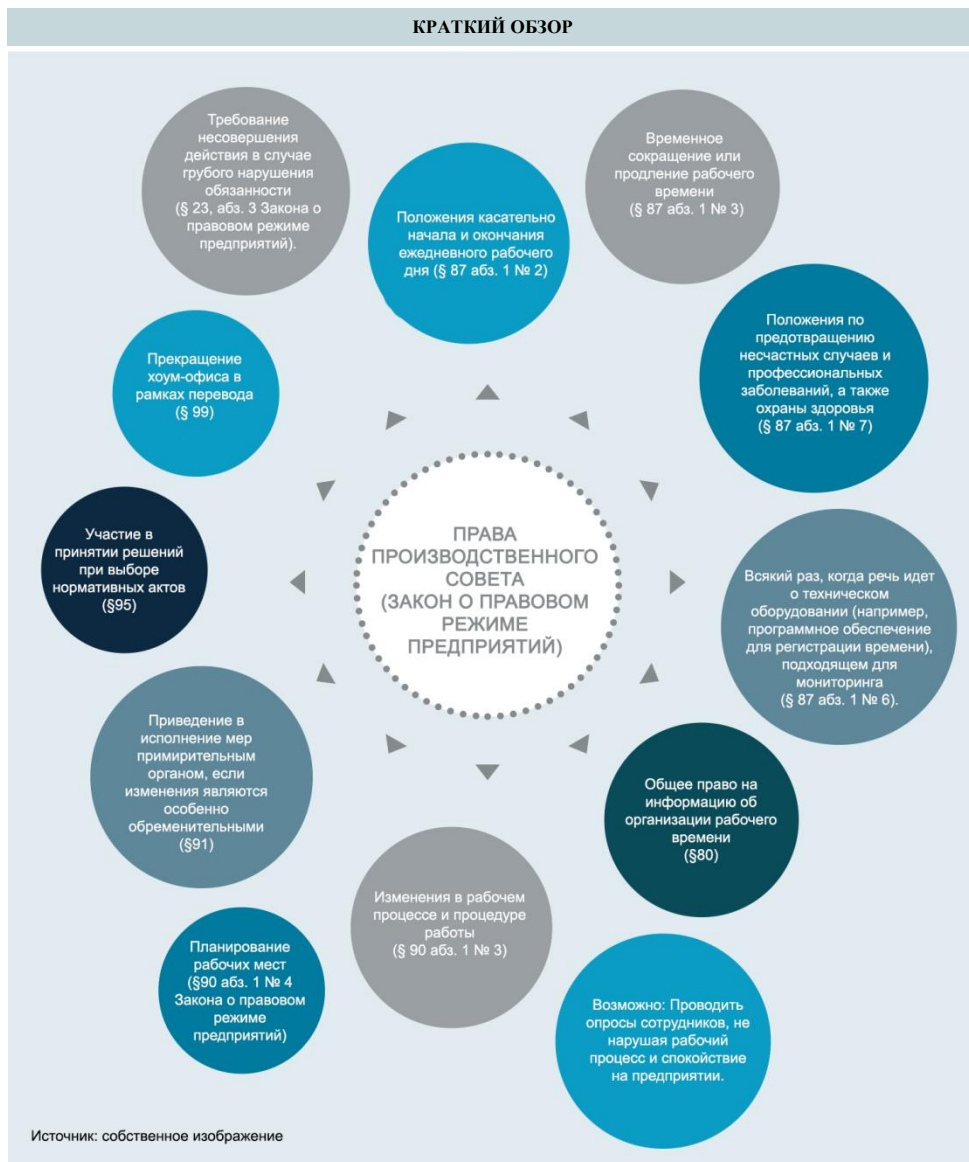 КРАТКИЙ ОБЗОР
Требование
несовершения
действия в случае
грубого нарушения
обязанности
(§ 23, абз. 3 Закона о
правовом режиме
предприятий).
Положения касательно
начала и окончания
ежедневного рабочего
дня (§ 87 абз. 1 № 2)
Временное
сокращение или
продление рабочего
времени
(§ 87 абз. 1 № 3)
Прекращение
хоум-офиса в
рамках перевода
(§ 99)
Положения по
предотвращению
несчастных случаев и
профессиональных
заболеваний, а также
охраны здоровья
(§ 87 абз. 1 № 7)
Участие в
принятии решений
при выборе
нормативных актов
(§95)
ПРАВА
ПРОИЗВОДСТВЕННОГО
СОВЕТА
(ЗАКОН О ПРАВОВОМ
РЕЖИМЕ
ПРЕДПРИЯТИЙ)
Всякий раз, когда речь идет
о техническом
оборудовании (например,
программное обеспечение
для регистрации времени),
подходящем для
мониторинга
(§ 87 абз. 1 № 6).
Приведение в
исполнение мер
примирительным
органом, если
изменения являются
особенно
обременительными
(§91)
Общее право на
информацию об
организации рабочего
времени
(§80)
Изменения в рабочем
процессе и процедуре
работы
(§ 90 абз. 1 № 3)
Планирование
рабочих мест
(§90 абз. 1 № 4
Закона о правовом
режиме
предприятий)
Возможно: Проводить
опросы сотрудников, не
нарушая рабочий
процесс и спокойствие
на предприятии.
Источник: собственное изображение